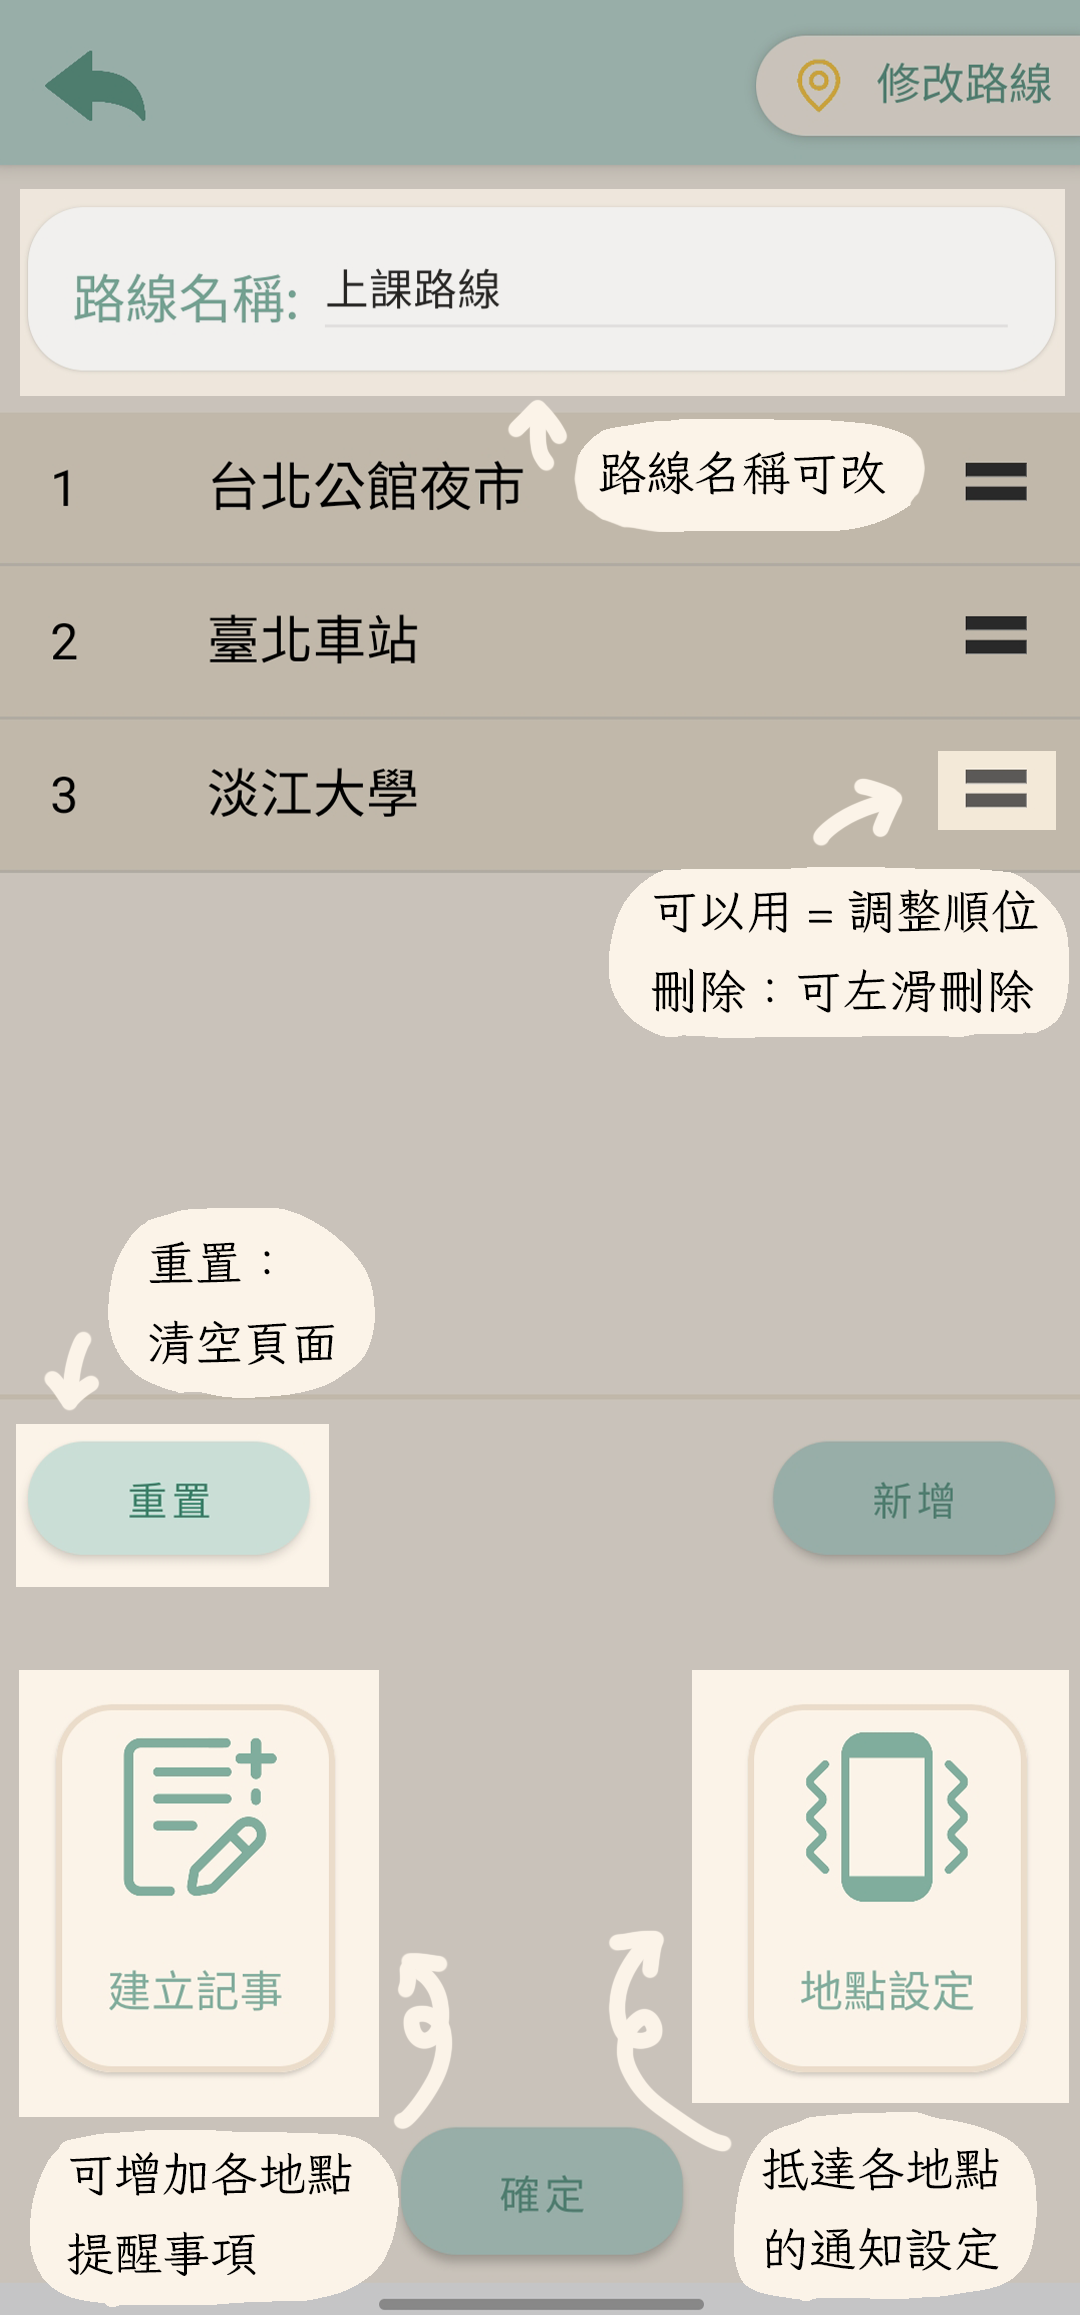 修改路線
路線名稱: 上課路線
1 台北公館夜市
路線名稱可改
2 臺北車站
3 淡江大學
可以用 = 調整順位
刪除：可左滑刪除
重置：
清空頁面
重置
新增
建立記事
地點設定
可增加各地點
提醒事項
確定
抵達各地點
的通知設定